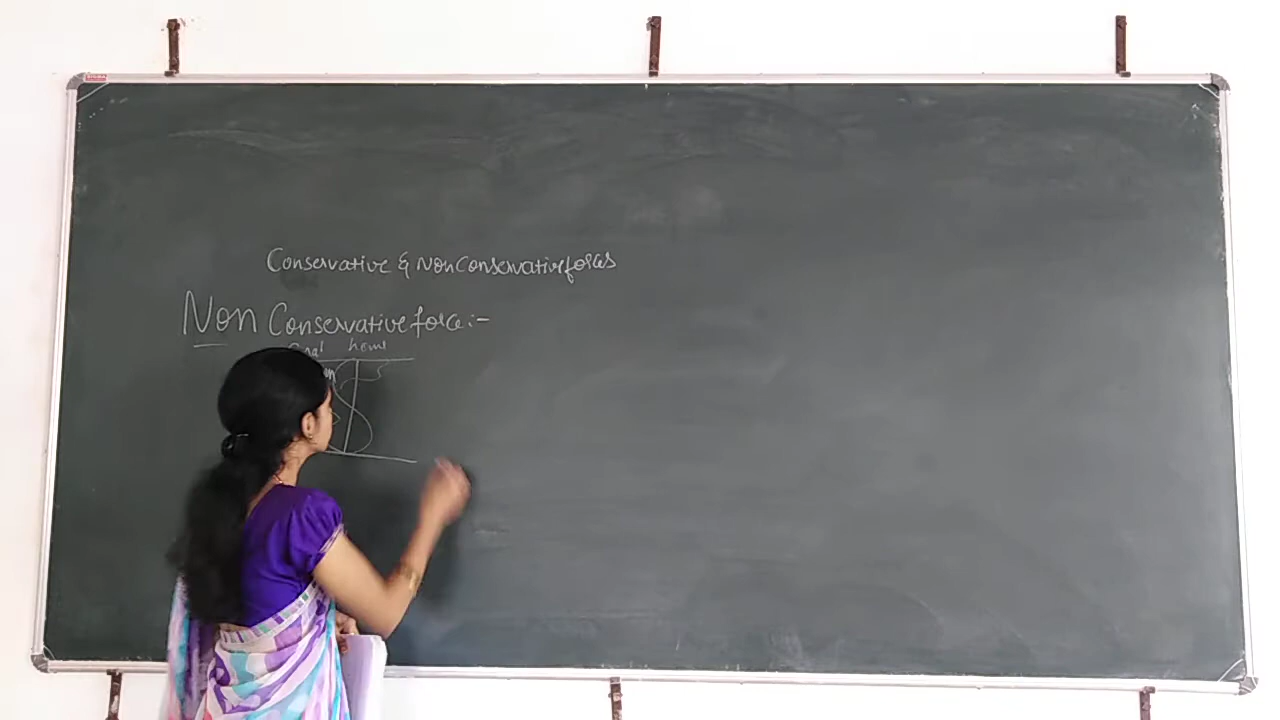 Conservative & Non Conservative forces
Non Conservative force :-
home